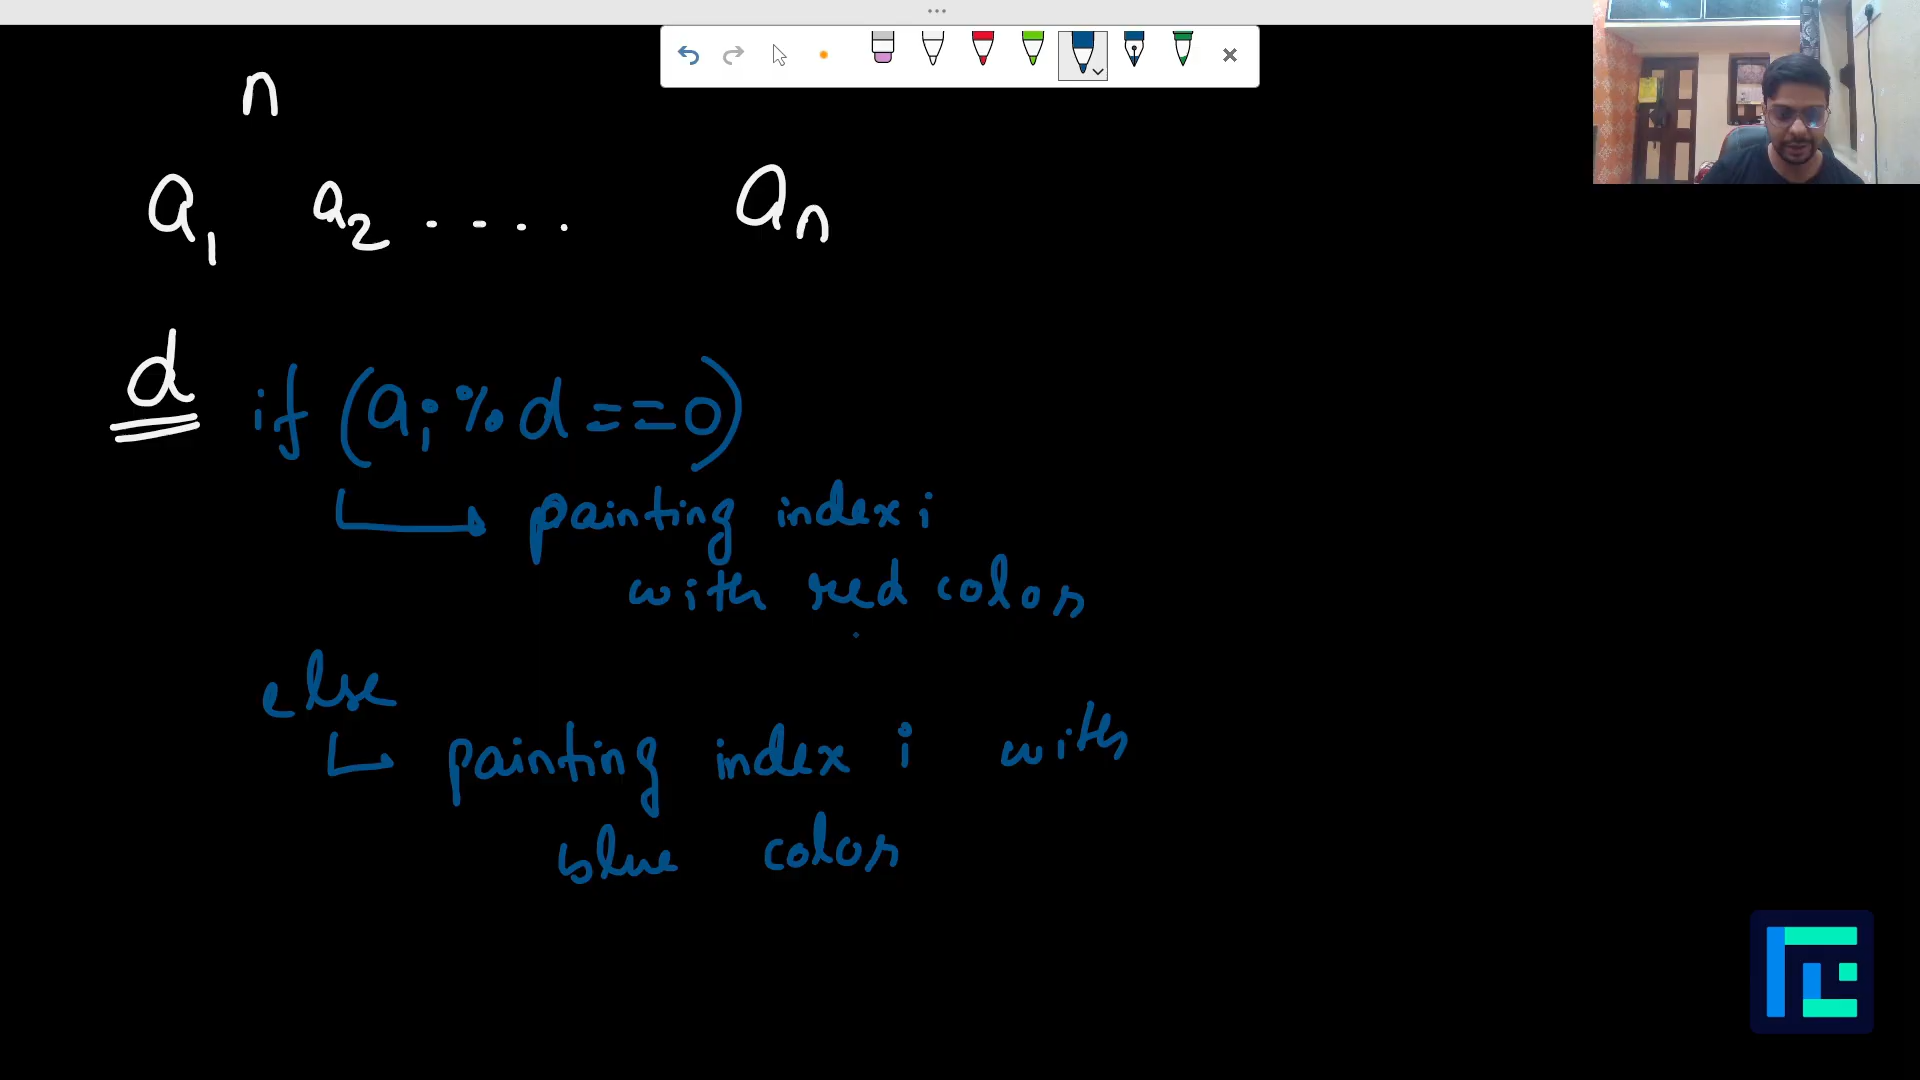 n
a1 a2 .... an
d if (ai % d == 0)
painting index i
with red color
else
painting index i with
blue color